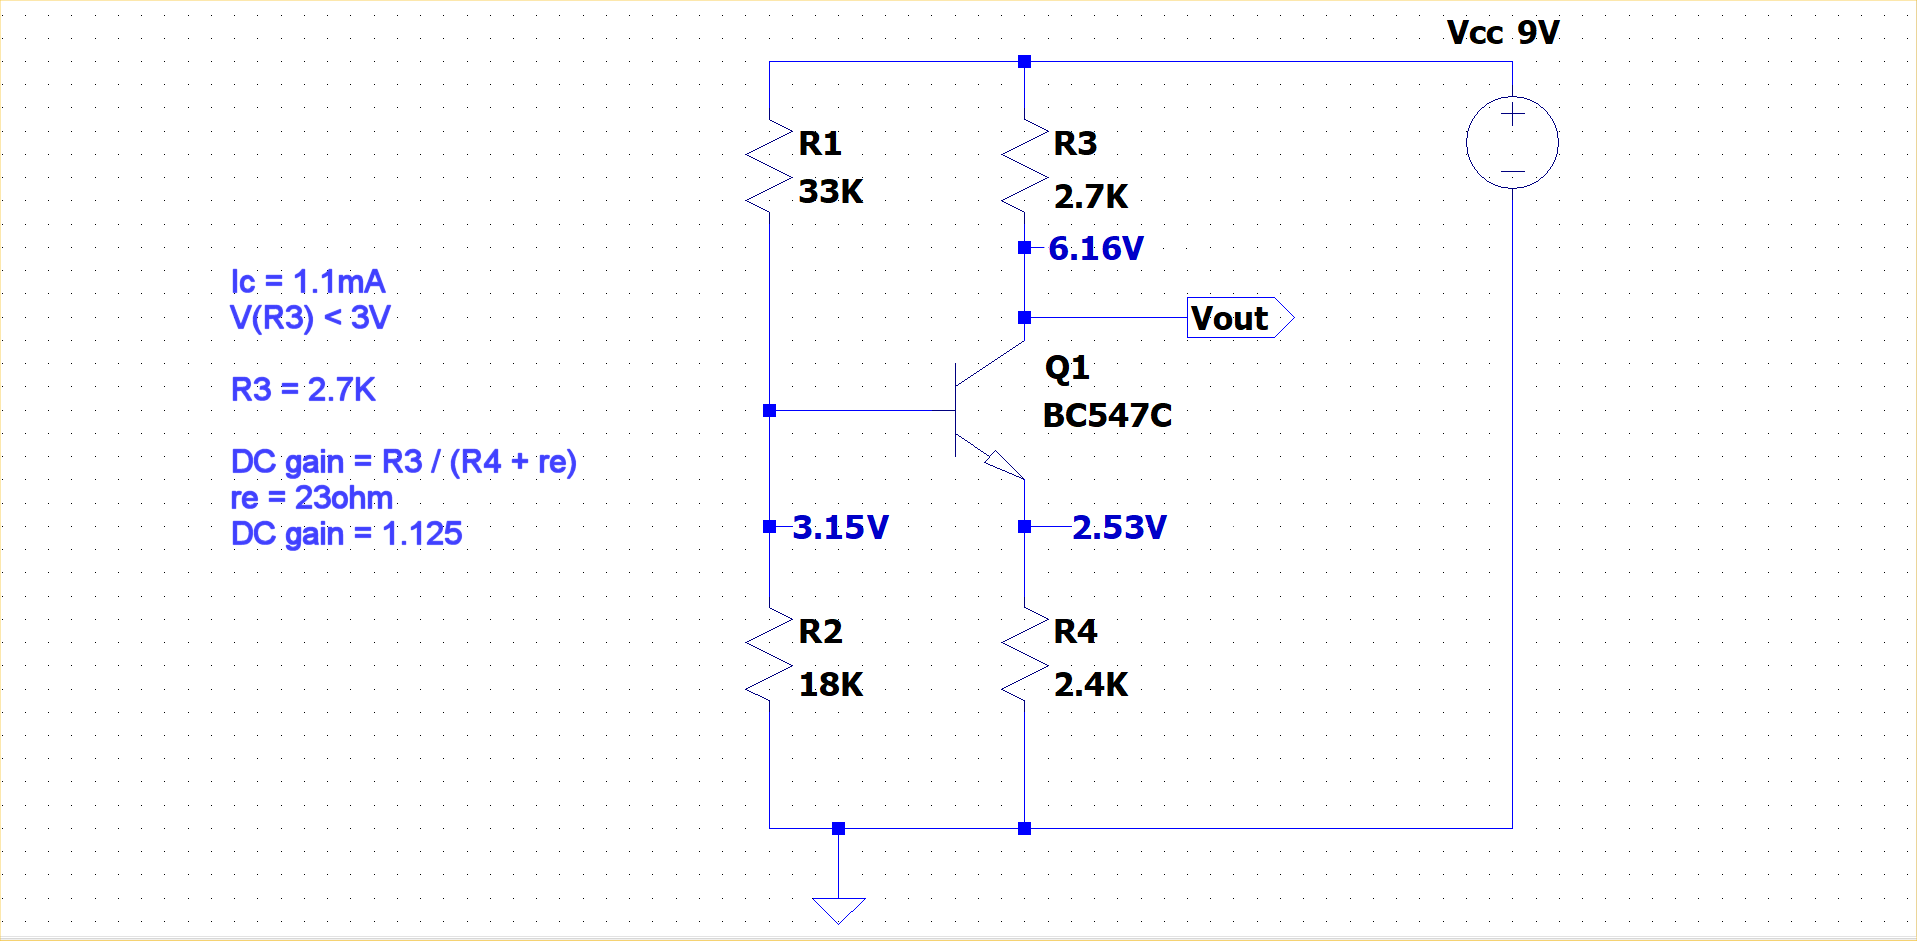 Vcc 9V
R1
33K
R3
2.7K
6.16V
Ic = 1.1mA
V(R3) < 3V
R3 = 2.7K
DC gain = R3 / (R4 + re)
re = 23ohm
DC gain = 1.125
Vout
Q1
BC547C
3.15V
2.53V
R2
18K
R4
2.4K